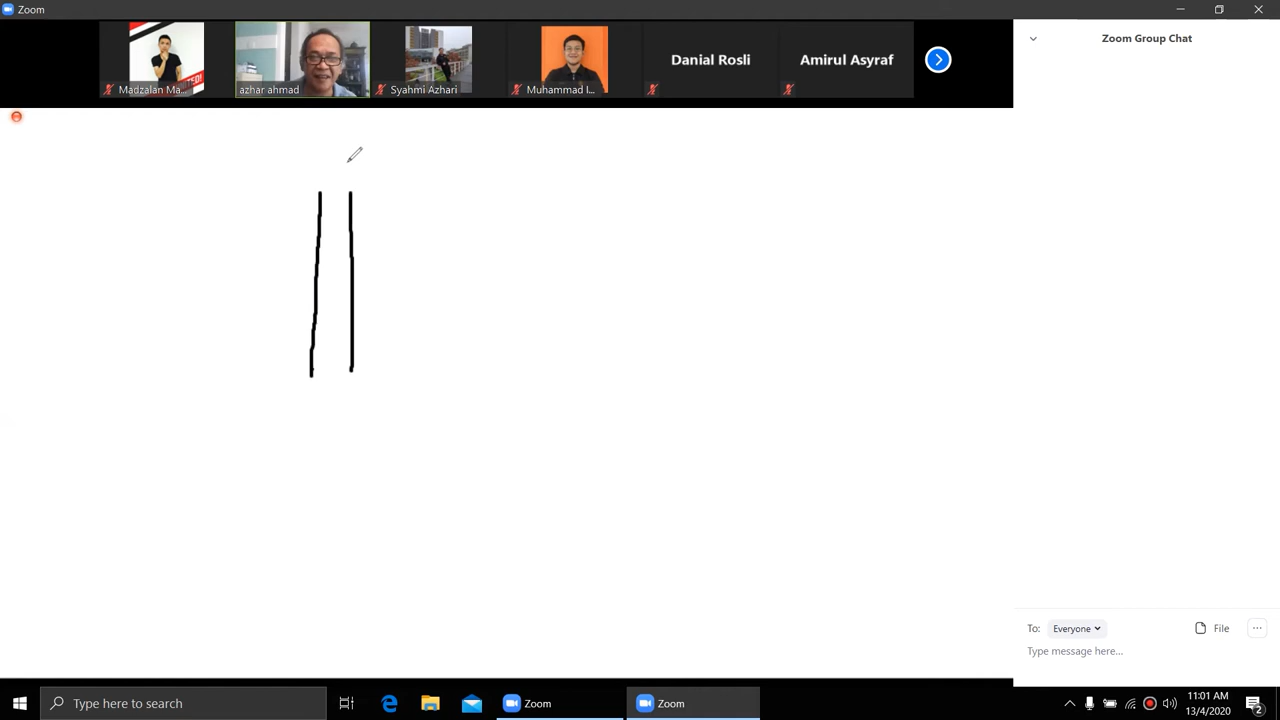 Zoom
Zoom Group Chat
Madzalan Ma...
azhar ahmad
Syahmi Azhari
Muhammad I...
Danial Rosli
Amirul Asyraf
To: Everyone
File
Type message here...
Type here to search
Zoom
Zoom
11:01 AM
13/4/2020
2